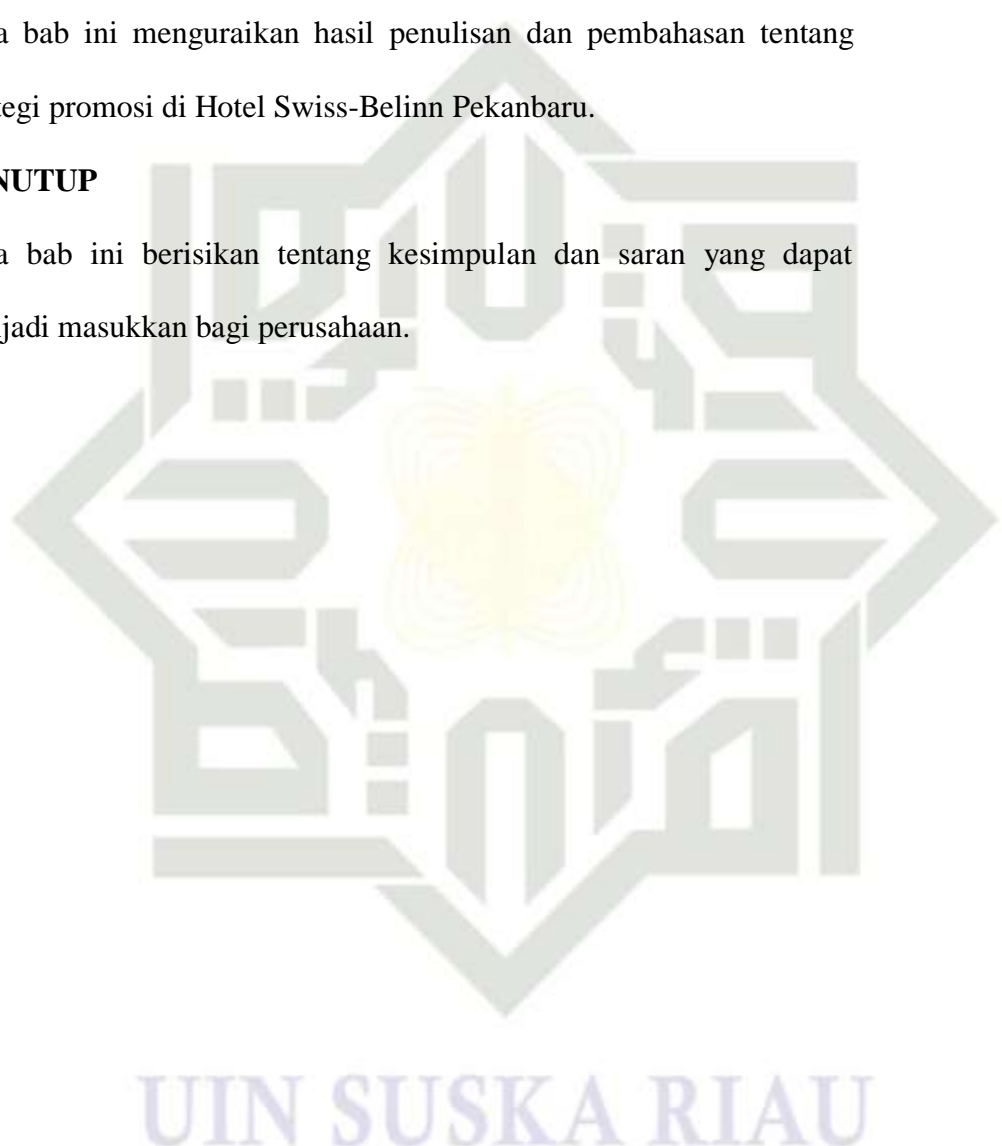 a bab ini menguraikan hasil penulisan dan pembahasan tentang
tegi promosi di Hotel Swiss-Belinn Pekanbaru.
NUTUP
a bab ini berisikan tentang kesimpulan dan saran yang dapat
jadi masukkan bagi perusahaan.
UIN SUSKA RIAU